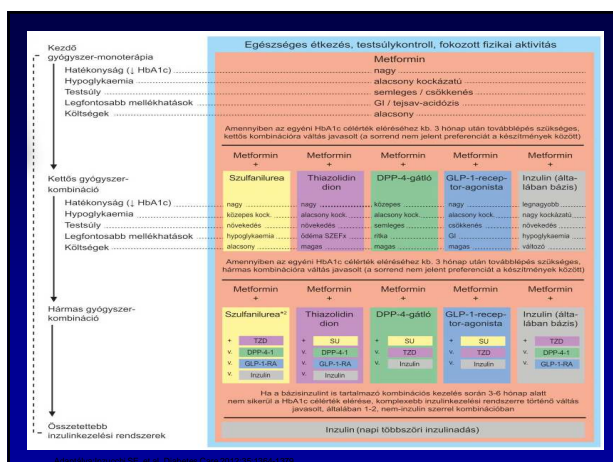 Egészséges étkezés, testsúlykontroll, fokozott fizikai aktivitás
Kezdő
gyógyszer-monoterápia
Metformin
Hatékonyság (↓ HbA1c) nagy
Hypoglykaemia alacsony kockázatú
Testsúly semleges / csökkenés
Legfontosabb mellékhatások GI / tejsav-acidózis
Költségek alacsony
Amennyiben az egyéni HbA1c célérték eléréséhez kb. 3 hónap után továbblépés szükséges,
kettős kombinációra váltás javasolt (a sorrend nem jelent preferenciát a készítmények között)
Metformin Metformin Metformin Metformin Metformin
+ + + + +
Kettős gyógyszer-
kombináció
Szulfanilurea Thiazolidin dion DPP-4-gátló GLP-1-recep- tor-agonista Inzulin (álta- lában bázis)
Hatékonyság (↓ HbA1c) nagy nagy közepes nagy legnagyobb
Hypoglykaemia közepes kock. alacsony kock. alacsony kock. alacsony kock. nagy kockázatú
Testsúly növekedés növekedés semleges csökkenés növekedés
Legfontosabb mellékhatások hypoglykaemia ödéma SZEFx ritka GI hypoglykaemia
Költségek alacsony magas magas magas változó
Amennyiben az egyéni HbA1c célérték eléréséhez kb. 3 hónap után továbblépés szükséges,
hármas kombinációra váltás javasolt (a sorrend nem jelent preferenciát a készítmények között)
Metformin Metformin Metformin Metformin Metformin
+ + + + +
Hármas gyógyszer-
kombináció
Szulfanilurea*² Thiazolidin dion DPP-4-gátló GLP-1-recep- tor-agonista Inzulin (álta- lában bázis)
+ TZD + SU + SU + SU + TZD
v. DPP-4-1 v. DPP-4-1 v. TZD v. TZD v. DPP-4-1
v. GLP-1-RA v. GLP-1-RA v. Inzulin v. Inzulin v. GLP-1-RA
v. Inzulin v. Inzulin
Ha a bázisinzulint is tartalmazó kombinációs kezelés során 3-6 hónap alatt
nem sikerül a HbA1c célérték elérése, komplexebb inzulinkezelési rendszerre történő váltás
javasolt, általában 1-2, nem-inzulin szerrel kombinációban
Összetettebb
inzulinkezelési rendszerek
Inzulin (napi többszöri inzulinadás)